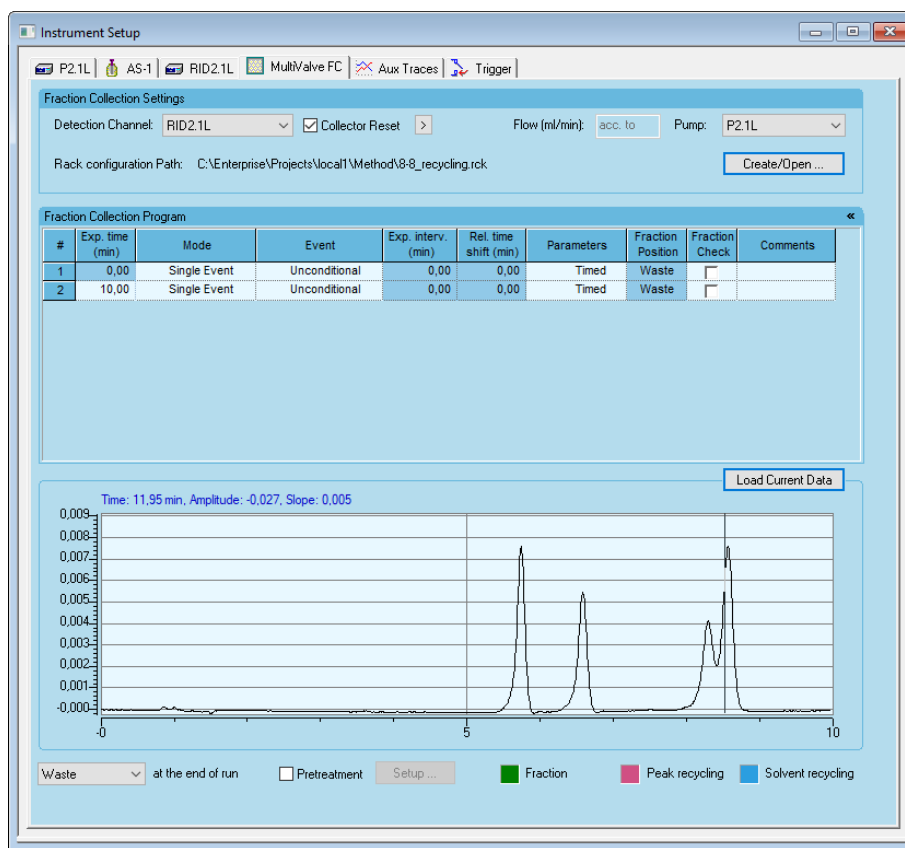 Instrument Setup
P2.1L AS-1 RID2.1L MultiValve FC Aux Traces Trigger
Fraction Collection Settings
Detection Channel: RID2.1L Collector Reset > Flow (ml/min): acc. to Pump: P2.1L
Rack configuration Path: C:\Enterprise\Projects\local1\Method\8-8_recycling.rck Create/Open ...
Fraction Collection Program «
# Exp. time (min) Mode Event Exp. interv. (min) Rel. time shift (min) Parameters Fraction Position Fraction Check Comments
1 0,00 Single Event Unconditional 0,00 0,00 Timed Waste
2 10,00 Single Event Unconditional 0,00 0,00 Timed Waste
Load Current Data
Time: 11,95 min, Amplitude: -0,027, Slope: 0,005
0,009
0,008
0,007
0,006
0,005
0,004
0,003
0,002
0,001
-0,000
-0 5 10
Waste at the end of run Pretreatment Setup ... Fraction Peak recycling Solvent recycling